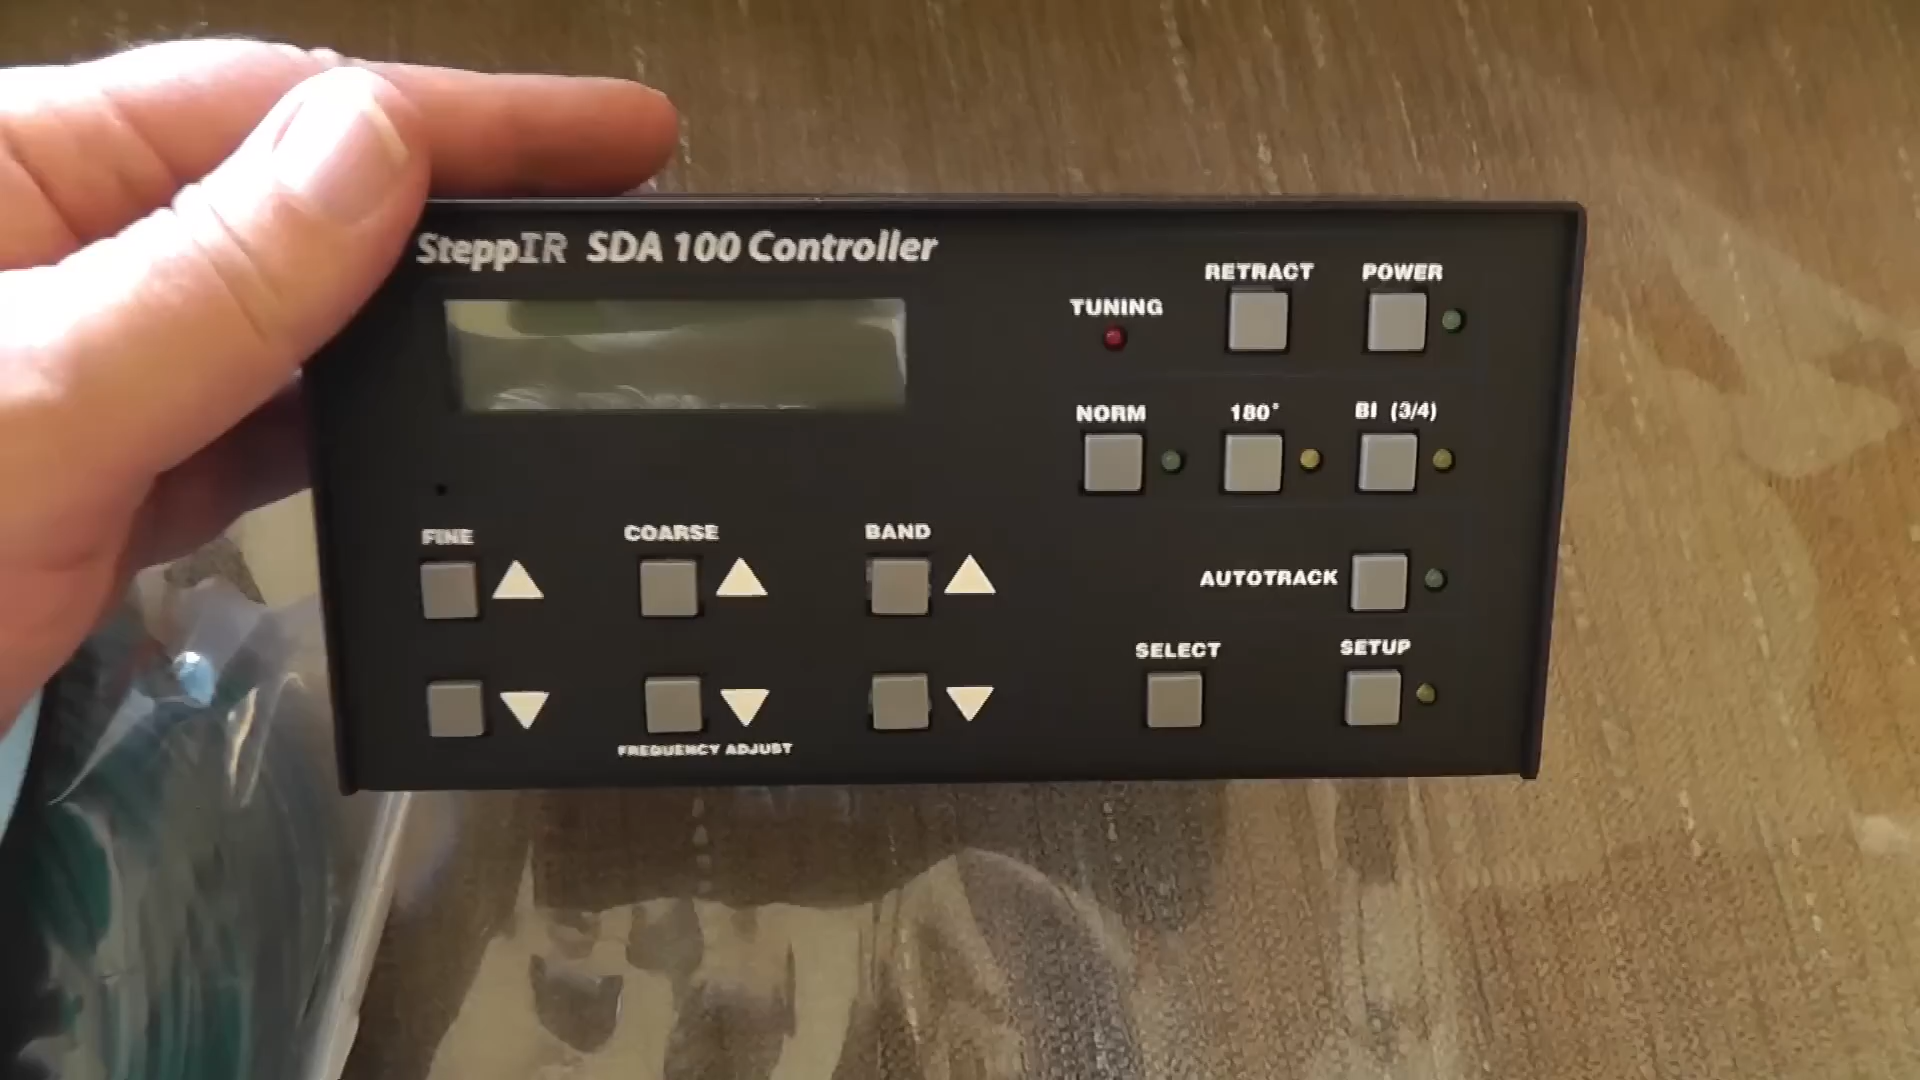 SteppIR SDA 100 Controller
RETRACT
POWER
TUNING
NORM
180°
BI (3/4)
FINE
COARSE
BAND
AUTOTRACK
SELECT
SETUP
FREQUENCY ADJUST